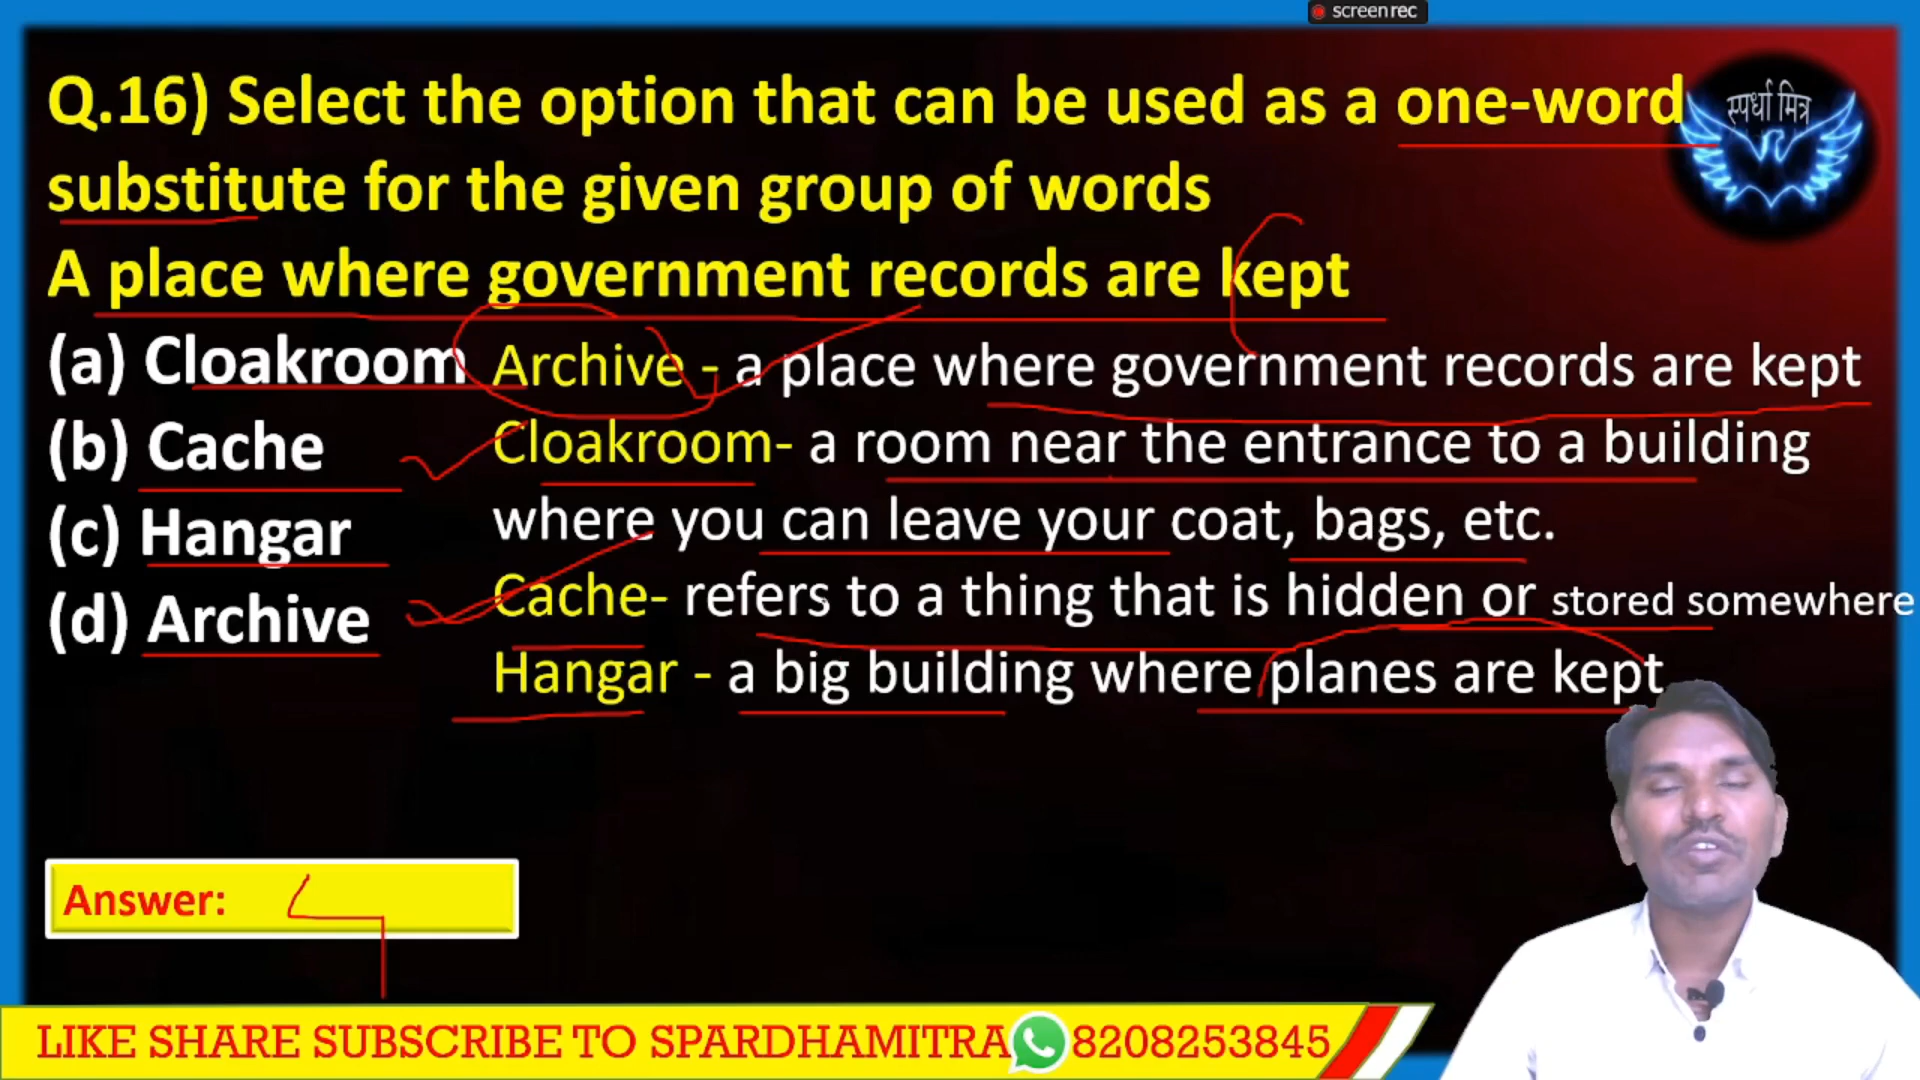 screenrec
Q.16) Select the option that can be used as a one-word
स्पर्धा मित्र
substitute for the given group of words
A place where government records are kept
(a) Cloakroom
(b) Cache
(c) Hangar
(d) Archive
Archive - a place where government records are kept
Cloakroom- a room near the entrance to a building
where you can leave your coat, bags, etc.
Cache- refers to a thing that is hidden or stored somewhere
Hangar - a big building where planes are kept
Answer: 4
LIKE SHARE SUBSCRIBE TO SPARDHAMITRA 8208253845